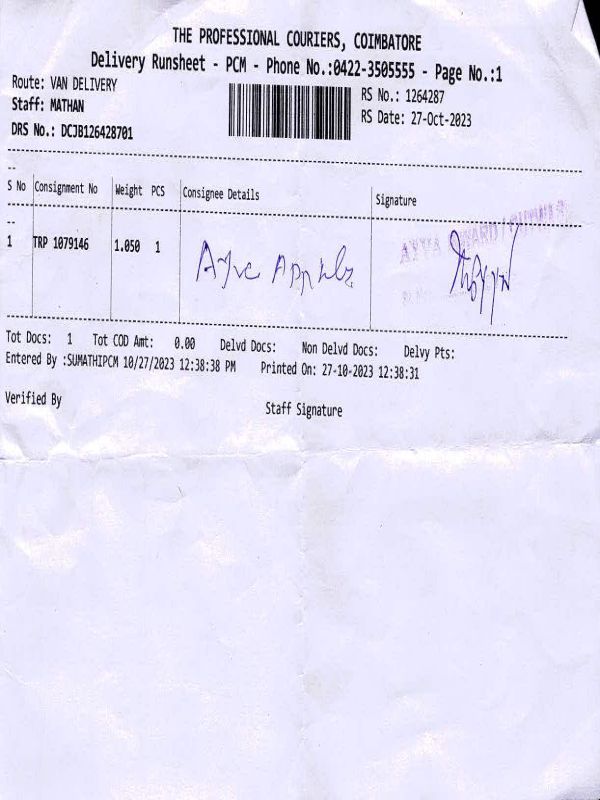 THE PROFESSIONAL COURIERS, COIMBATORE
Delivery Runsheet - PCM - Phone No.:0422-3505555 - Page No.:1
Route: VAN DELIVERY
RS No.: 1264287
Staff: MATHAN
RS Date: 27-Oct-2023
DRS No.: DCJB126428701
S No Consignment No Weight PCS Consignee Details Signature
1 TRP 1079146 1.050 1
Tot Docs: 1 Tot COD Amt: 0.00 Delvd Docs: Non Delvd Docs: Delvy Pts:
Entered By :SUMATHIPCM 10/27/2023 12:38:38 PM Printed On: 27-10-2023 12:38:31
Verified By
Staff Signature